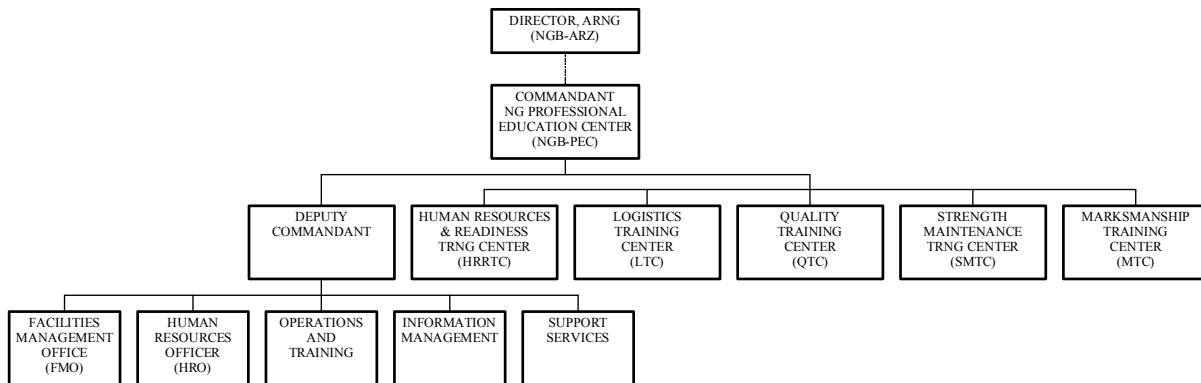 DIRECTOR, ARNG
(NGB-ARZ)
COMMANDANT
NG PROFESSIONAL
EDUCATION CENTER
(NGB-PEC)
DEPUTY
COMMANDANT
HUMAN RESOURCES
& READINESS
TRNG CENTER
(HRRTC)
LOGISTICS
TRAINING
CENTER
(LTC)
QUALITY
TRAINING
CENTER
(QTC)
STRENGTH
MAINTENANCE
TRNG CENTER
(SMTC)
MARKSMANSHIP
TRAINING
CENTER
(MTC)
FACILITIES
MANAGEMENT
OFFICE
(FMO)
HUMAN
RESOURCES
OFFICER
(HRO)
OPERATIONS
AND
TRAINING
INFORMATION
MANAGEMENT
SUPPORT
SERVICES